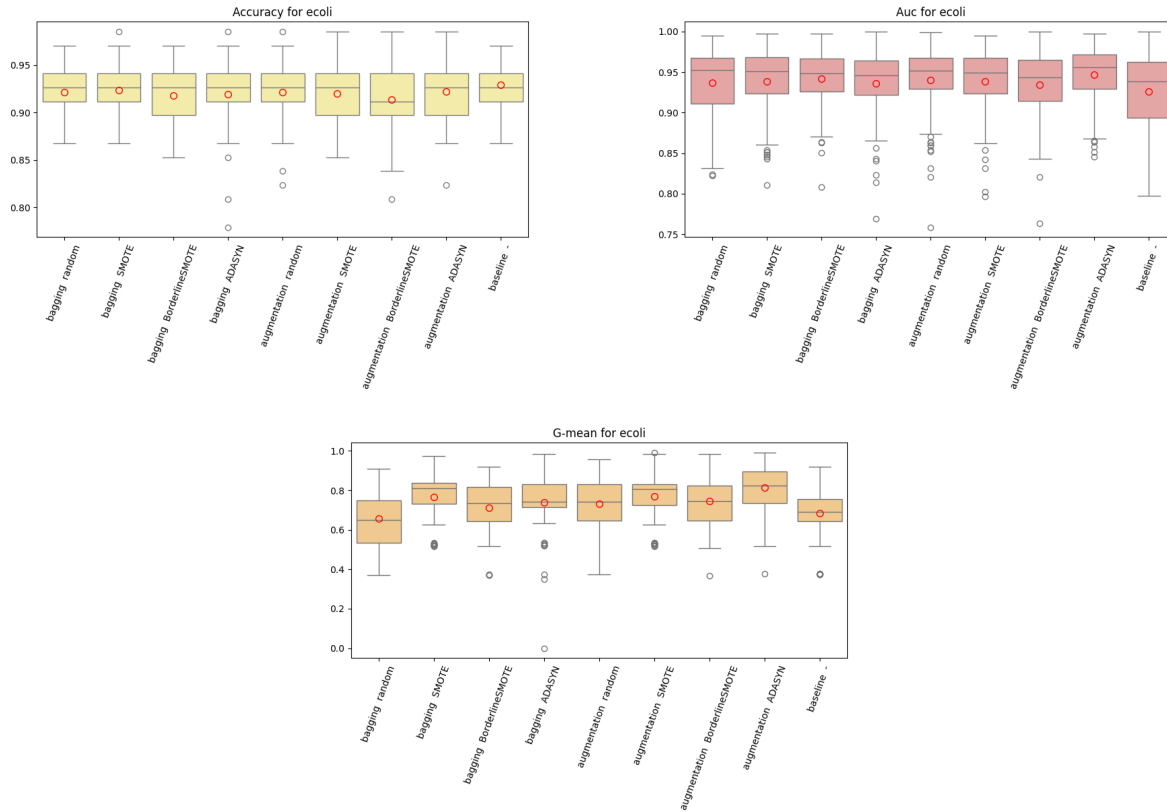 Accuracy for ecoli
0.95
0.90
0.85
0.80
bagging random
bagging SMOTE
bagging BorderlineSMOTE
bagging ADASYN
augmentation random
augmentation SMOTE
augmentation BorderlineSMOTE
augmentation ADASYN
baseline -
Auc for ecoli
1.00
0.95
0.90
0.85
0.80
0.75
bagging random
bagging SMOTE
bagging BorderlineSMOTE
bagging ADASYN
augmentation random
augmentation SMOTE
augmentation BorderlineSMOTE
augmentation ADASYN
baseline -
G-mean for ecoli
1.0
0.8
0.6
0.4
0.2
0.0
bagging random
bagging SMOTE
bagging BorderlineSMOTE
bagging ADASYN
augmentation random
augmentation SMOTE
augmentation BorderlineSMOTE
augmentation ADASYN
baseline -